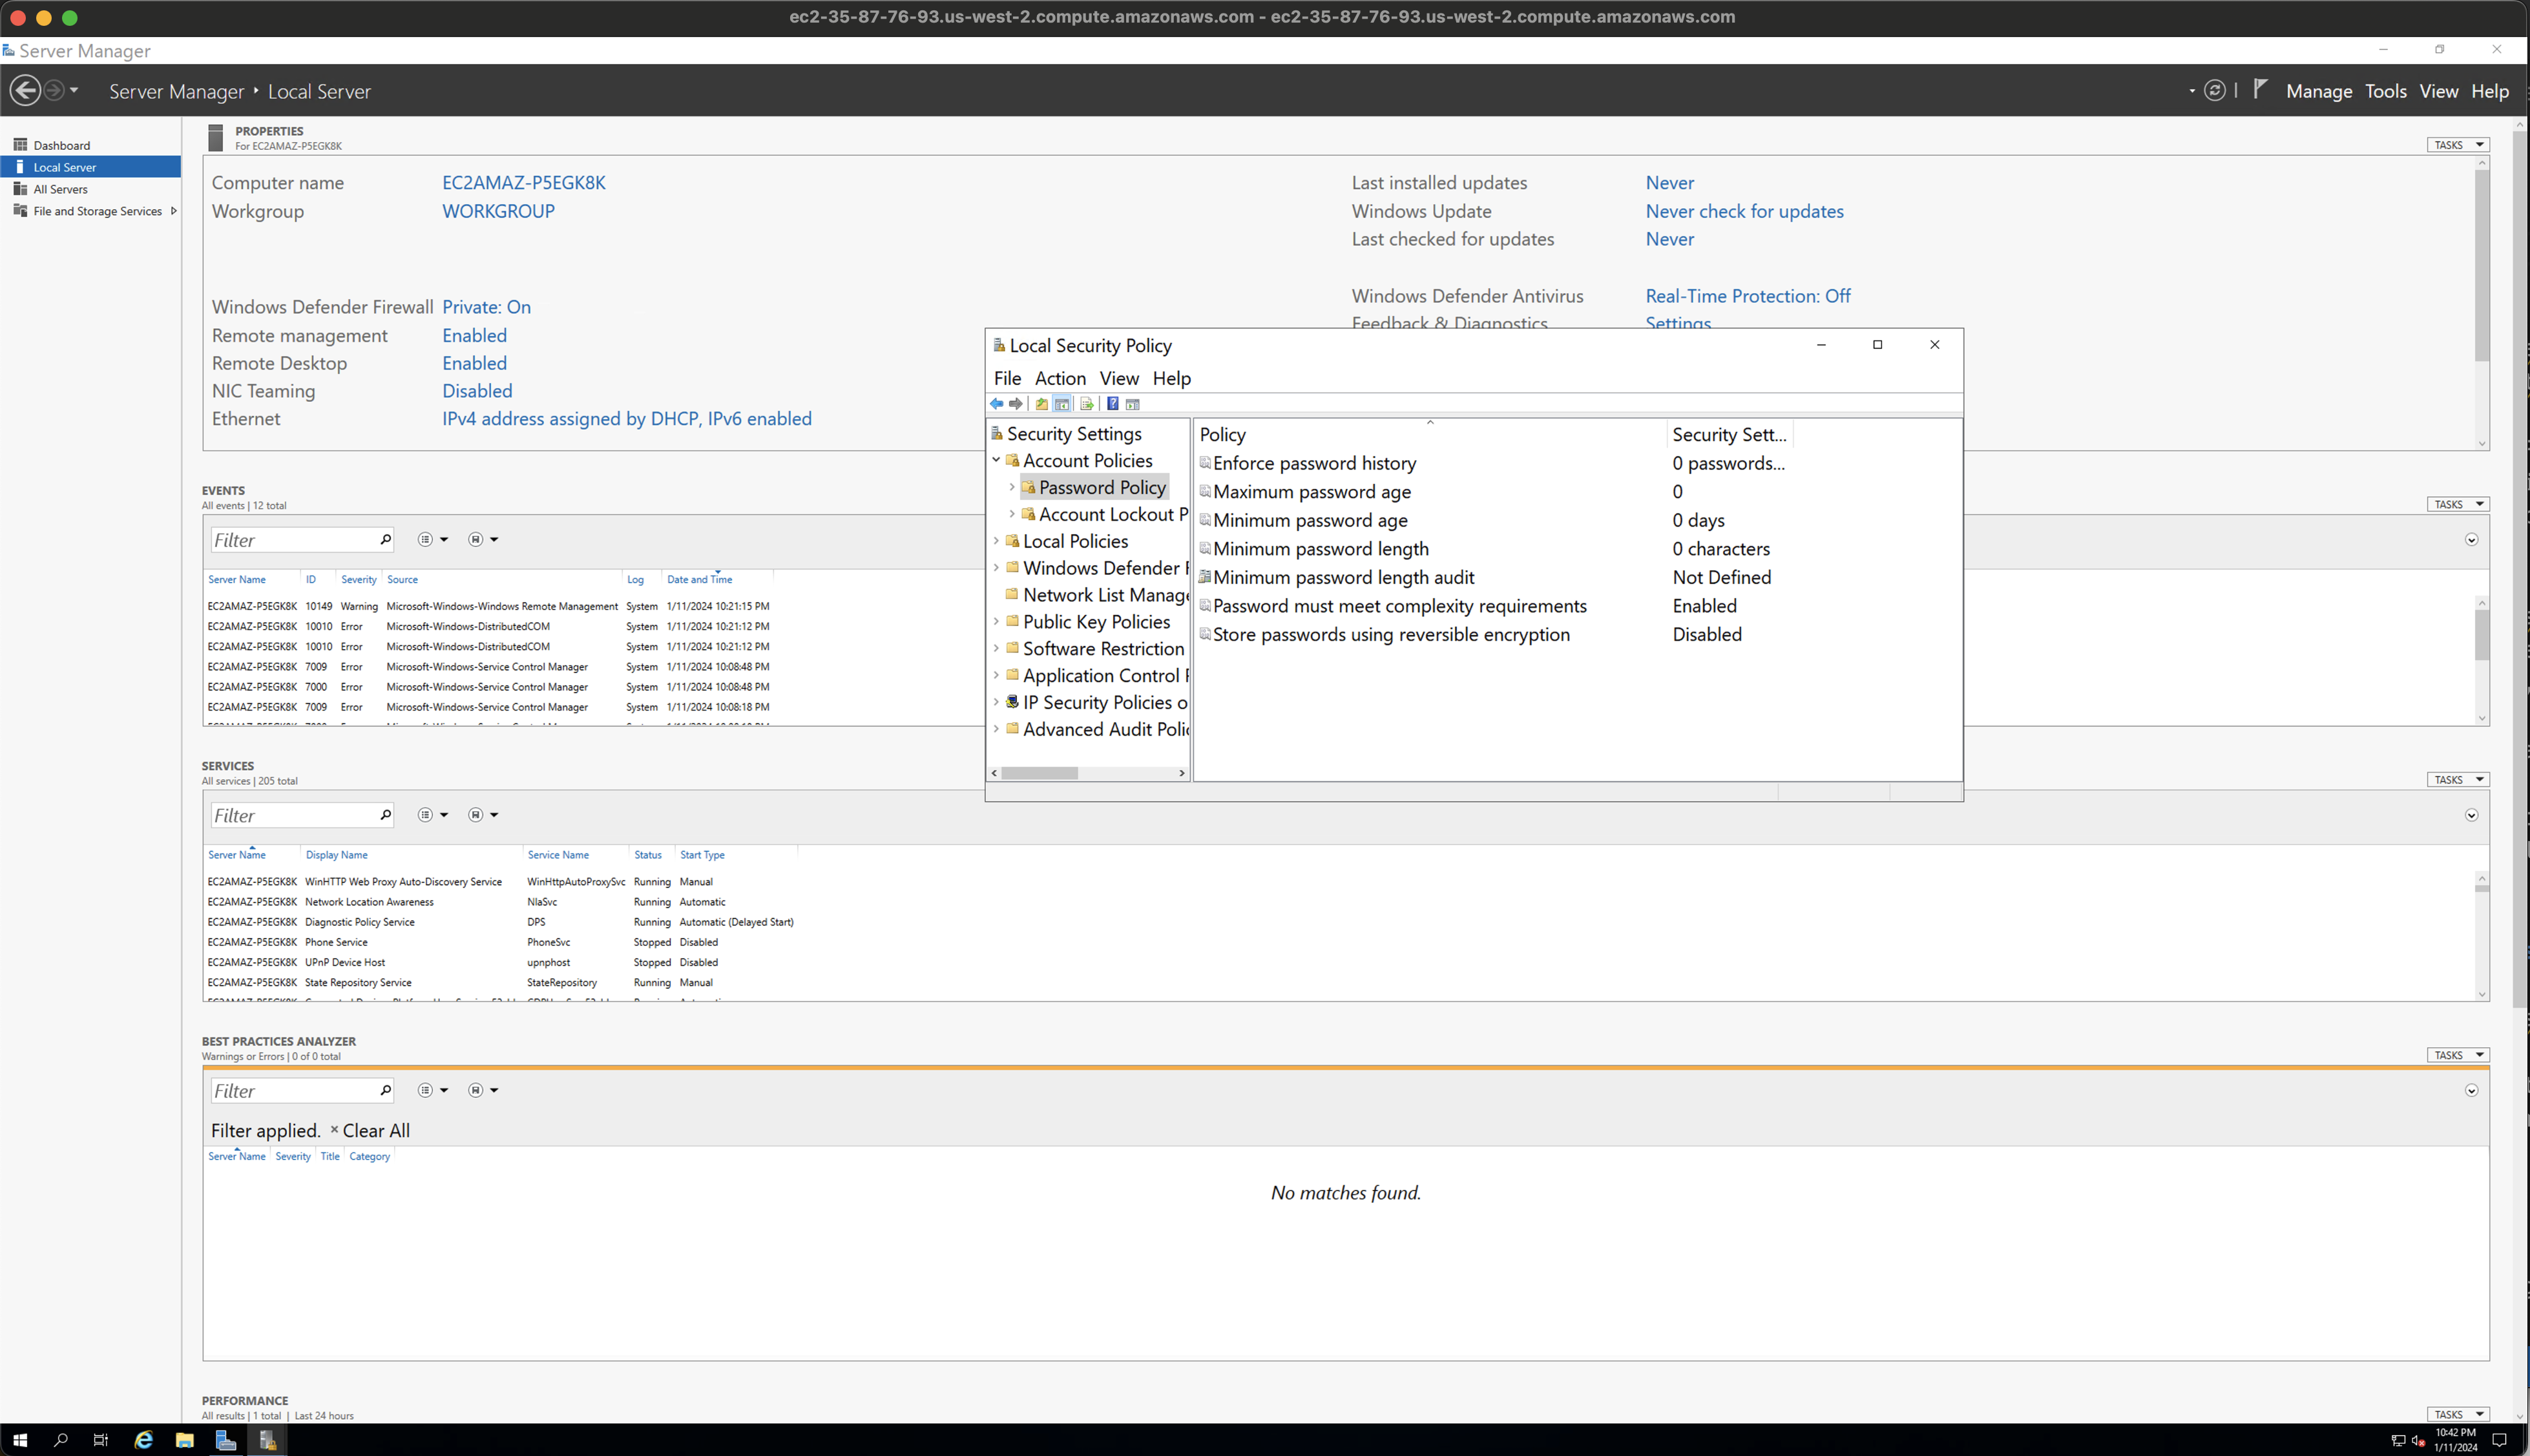 ec2-35-87-76-93.us-west-2.compute.amazonaws.com - ec2-35-87-76-93.us-west-2.compute.amazonaws.com
Server Manager
Server Manager Local Server
Manage Tools View Help
Dashboard
Local Server
All Servers
File and Storage Services
PROPERTIES
For EC2AMAZ-P5EGK8K
TASKS
Computer name EC2AMAZ-P5EGK8K
Workgroup WORKGROUP
Last installed updates Never
Windows Update Never check for updates
Last checked for updates Never
Windows Defender Firewall Private: On
Remote management Enabled
Remote Desktop Enabled
NIC Teaming Disabled
Ethernet IPv4 address assigned by DHCP, IPv6 enabled
Windows Defender Antivirus Real-Time Protection: Off
Feedback & Diagnostics Settings
Local Security Policy
File Action View Help
Security Settings
Account Policies
Password Policy
Account Lockout P
Local Policies
Windows Defender F
Network List Manage
Public Key Policies
Software Restriction
Application Control P
IP Security Policies o
Advanced Audit Polic
Policy Security Sett...
Enforce password history 0 passwords...
Maximum password age 0
Minimum password age 0 days
Minimum password length 0 characters
Minimum password length audit Not Defined
Password must meet complexity requirements Enabled
Store passwords using reversible encryption Disabled
EVENTS
All events | 12 total
TASKS
Filter
Server Name ID Severity Source Log Date and Time
EC2AMAZ-P5EGK8K 10149 Warning Microsoft-Windows-Windows Remote Management System 1/11/2024 10:21:15 PM
EC2AMAZ-P5EGK8K 10010 Error Microsoft-Windows-DistributedCOM System 1/11/2024 10:21:12 PM
EC2AMAZ-P5EGK8K 10010 Error Microsoft-Windows-DistributedCOM System 1/11/2024 10:21:12 PM
EC2AMAZ-P5EGK8K 7009 Error Microsoft-Windows-Service Control Manager System 1/11/2024 10:08:48 PM
EC2AMAZ-P5EGK8K 7000 Error Microsoft-Windows-Service Control Manager System 1/11/2024 10:08:48 PM
EC2AMAZ-P5EGK8K 7009 Error Microsoft-Windows-Service Control Manager System 1/11/2024 10:08:18 PM
SERVICES
All services | 205 total
TASKS
Filter
Server Name Display Name Service Name Status Start Type
EC2AMAZ-P5EGK8K WinHTTP Web Proxy Auto-Discovery Service WinHttpAutoProxySvc Running Manual
EC2AMAZ-P5EGK8K Network Location Awareness NlaSvc Running Automatic
EC2AMAZ-P5EGK8K Diagnostic Policy Service DPS Running Automatic (Delayed Start)
EC2AMAZ-P5EGK8K Phone Service PhoneSvc Stopped Disabled
EC2AMAZ-P5EGK8K UPnP Device Host upnphost Stopped Disabled
EC2AMAZ-P5EGK8K State Repository Service StateRepository Running Manual
BEST PRACTICES ANALYZER
Warnings or Errors | 0 of 0 total
TASKS
Filter
Filter applied. × Clear All
Server Name Severity Title Category
No matches found.
PERFORMANCE
All results | 1 total | Last 24 hours
TASKS
10:42 PM
1/11/2024